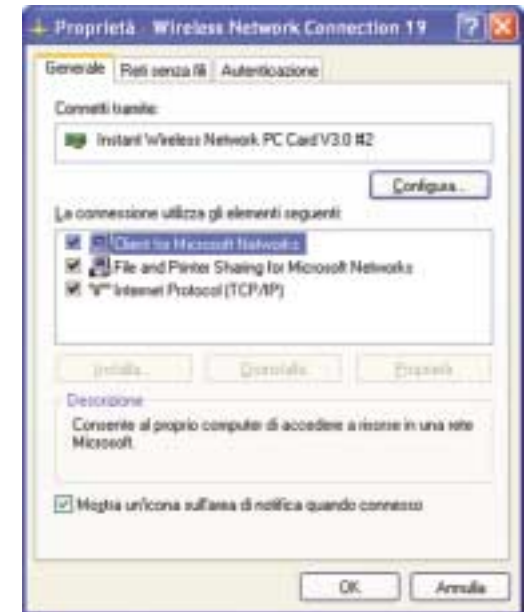 Proprietà - Wireless Network Connection 19
Generale
Reti senza fili
Autenticazione
Connetti tramite:
Instant Wireless Network PC Card V3.0 #2
Configura...
La connessione utilizza gli elementi seguenti:
Client for Microsoft Networks
File and Printer Sharing for Microsoft Networks
Internet Protocol (TCP/IP)
Installa...
Disinstalla
Proprietà
Descrizione
Consente al proprio computer di accedere a risorse in una rete
Microsoft.
Mostra un'icona sull'area di notifica quando connesso
OK
Annulla